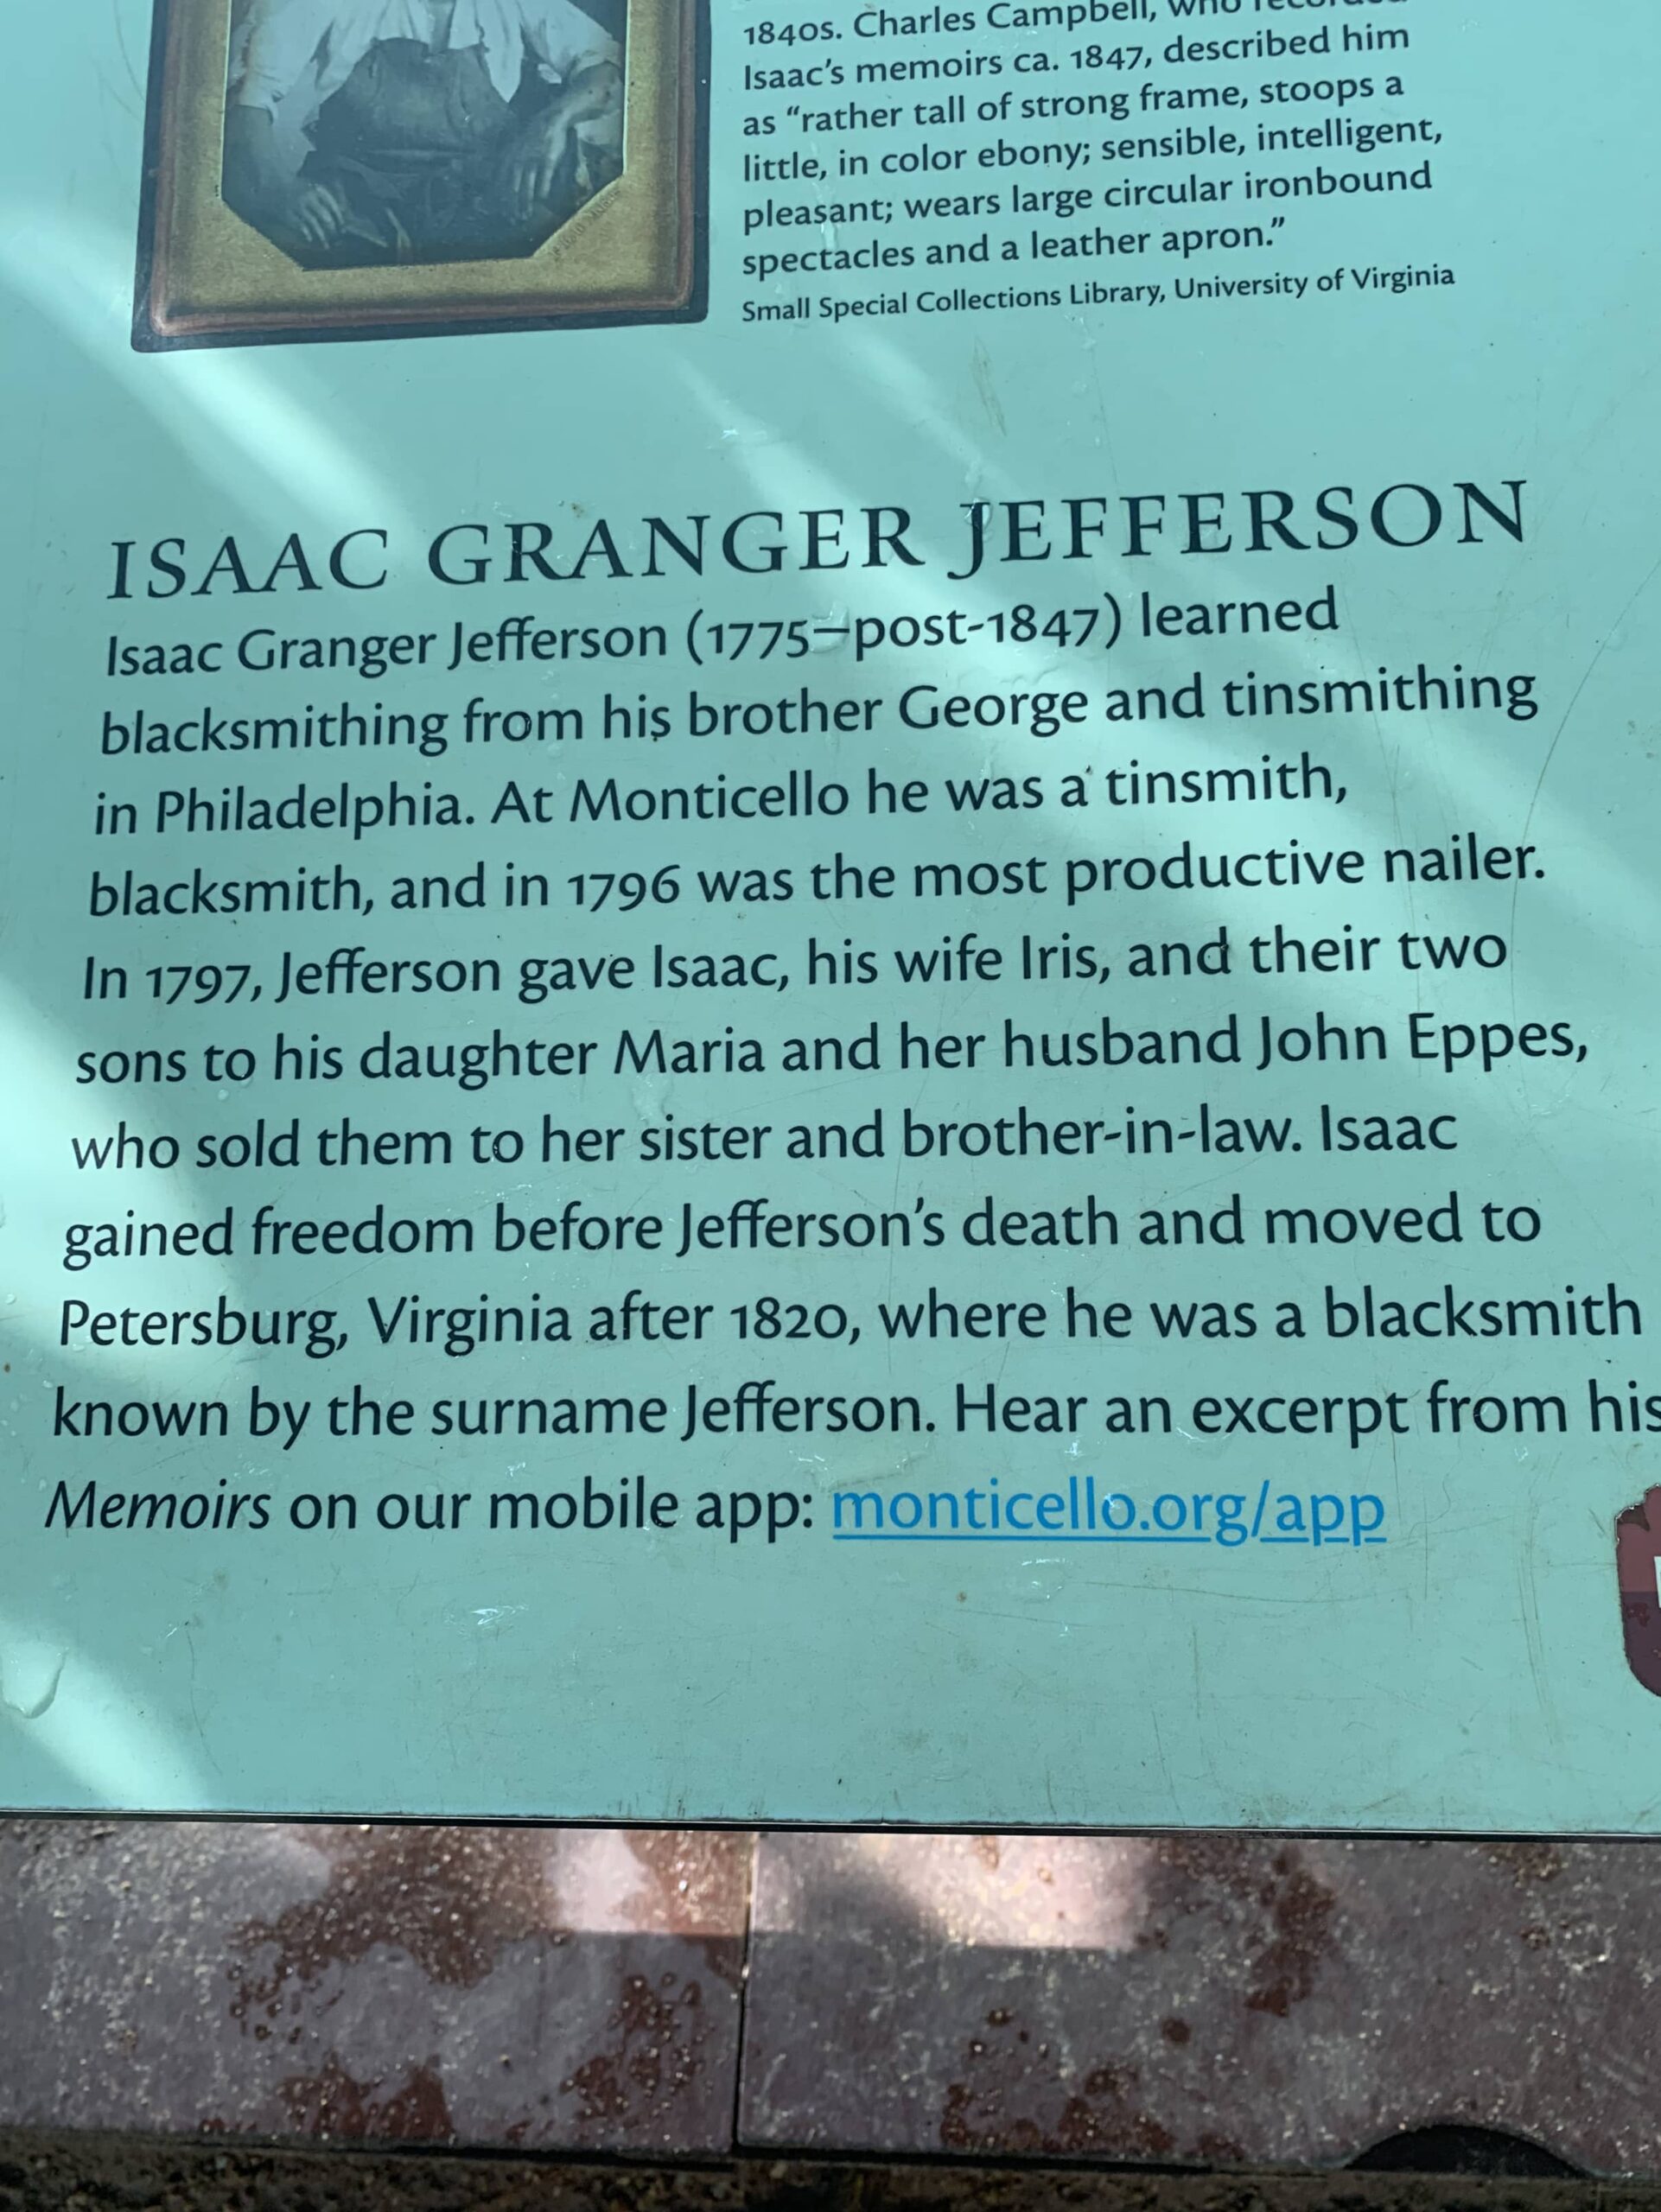 1840s. Charles Campbell, who
Isaac's memoirs ca. 1847, described him
as “rather tall of strong frame, stoops a
little, in color ebony; sensible, intelligent,
pleasant; wears large circular ironbound
spectacles and a leather apron.”
Small Special Collections Library, University of Virginia
ISAAC GRANGER JEFFERSON
Isaac Granger Jefferson (1775–post-1847) learned
blacksmithing from his brother George and tinsmithing
in Philadelphia. At Monticello he was a tinsmith,
blacksmith, and in 1796 was the most productive nailer.
In 1797, Jefferson gave Isaac, his wife Iris, and their two
sons to his daughter Maria and her husband John Eppes,
who sold them to her sister and brother-in-law. Isaac
gained freedom before Jefferson's death and moved to
Petersburg, Virginia after 1820, where he was a blacksmith
known by the surname Jefferson. Hear an excerpt from his
Memoirs on our mobile app: monticello.org/app